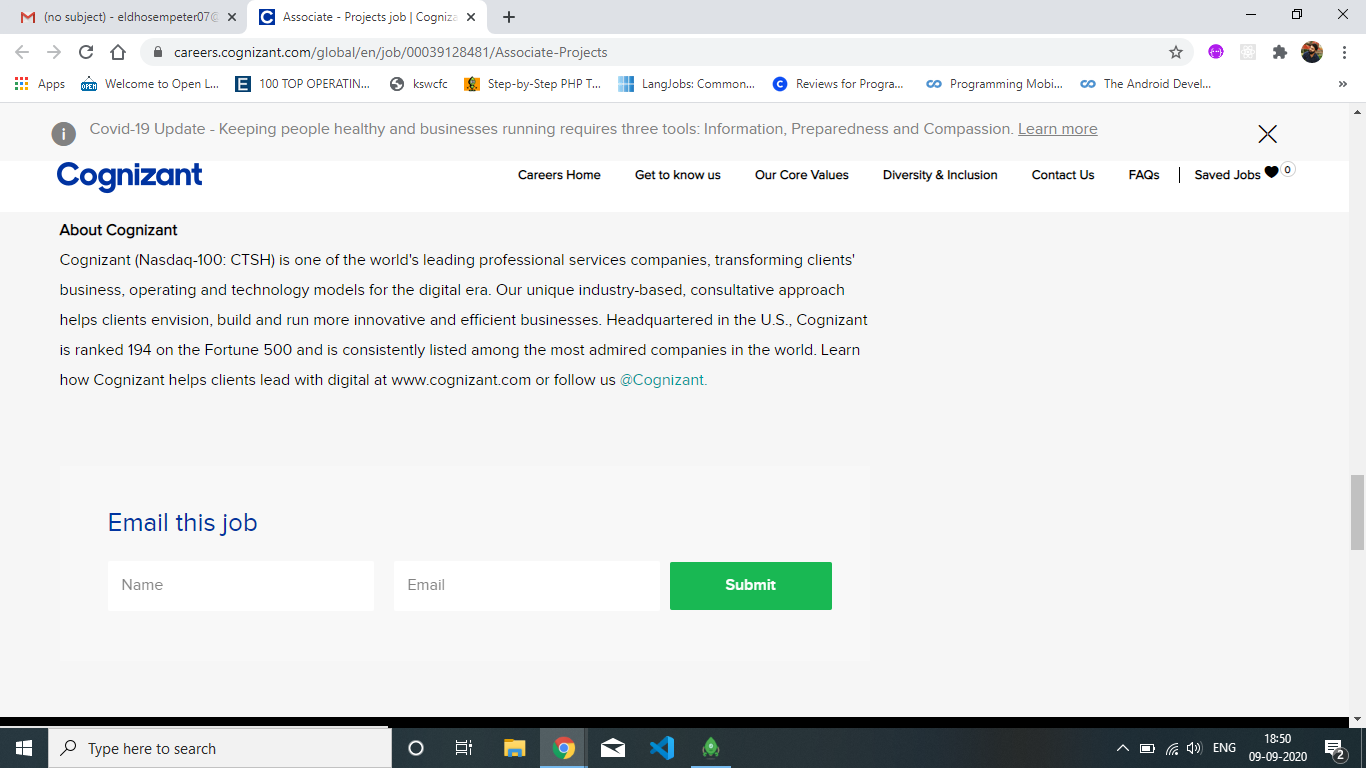 (no subject) - eldhosempeter07@
Associate - Projects job | Cogniza
careers.cognizant.com/global/en/job/00039128481/Associate-Projects
Apps
OPEN
Welcome to Open L...
E
100 TOP OPERATIN...
kswcfc
Step-by-Step PHP T...
LangJobs: Common...
Reviews for Progra...
Programming Mobi...
The Android Devel...
»
Covid-19 Update - Keeping people healthy and businesses running requires three tools: Information, Preparedness and Compassion. Learn more
Cognizant
Careers Home
Get to know us
Our Core Values
Diversity & Inclusion
Contact Us
FAQs
Saved Jobs 0
About Cognizant
Cognizant (Nasdaq-100: CTSH) is one of the world's leading professional services companies, transforming clients'
business, operating and technology models for the digital era. Our unique industry-based, consultative approach
helps clients envision, build and run more innovative and efficient businesses. Headquartered in the U.S., Cognizant
is ranked 194 on the Fortune 500 and is consistently listed among the most admired companies in the world. Learn
how Cognizant helps clients lead with digital at www.cognizant.com or follow us @Cognizant.
Email this job
Name
Email
Submit
Type here to search
ENG
18:50
09-09-2020
2